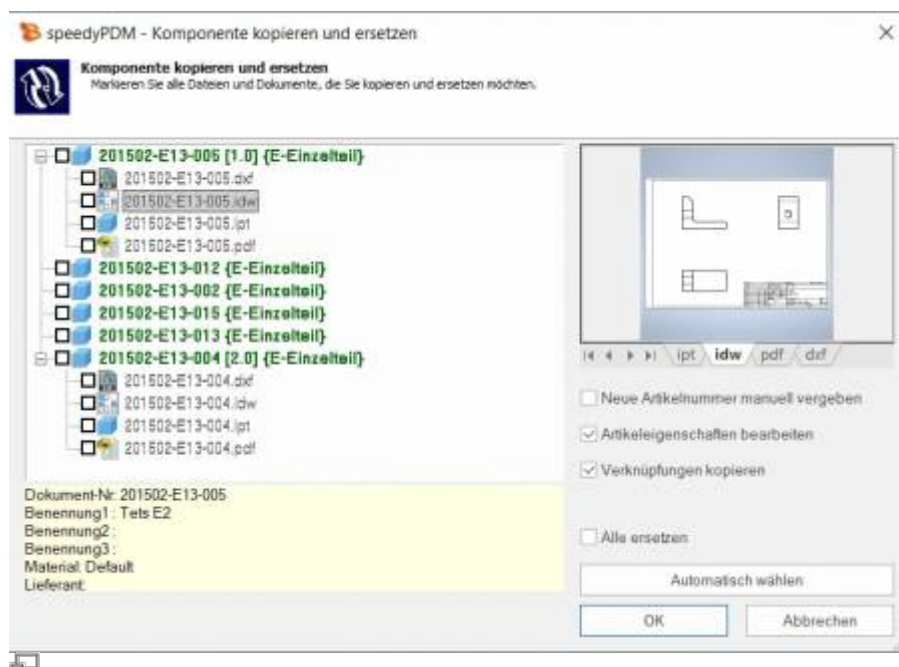 speedyPDM - Komponente kopieren und ersetzen
Komponente kopieren und ersetzen
Markieren Sie alle Dateien und Dokumente, die Sie kopieren und ersetzen möchten.
201502-E13-005 [1.0] {E-Einzelteil}
201502-E13-005.dxf
201502-E13-005.idw
201502-E13-005.ipt
201502-E13-005.pdf
201502-E13-012 {E-Einzelteil}
201502-E13-002 {E-Einzelteil}
201502-E13-015 {E-Einzelteil}
201502-E13-013 {E-Einzelteil}
201502-E13-004 [2.0] {E-Einzelteil}
201502-E13-004.dxf
201502-E13-004.idw
201502-E13-004.ipt
201502-E13-004.pdf
Dokument-Nr: 201502-E13-005
Benennung1 : Tets E2
Benennung2 :
Benennung3 :
Material: Default
Lieferant:
ipt idw pdf dxf
Neue Artikelnummer manuell vergeben
Artikeleigenschaften bearbeiten
Verknüpfungen kopieren
Alle ersetzen
Automatisch wählen
OK Abbrechen